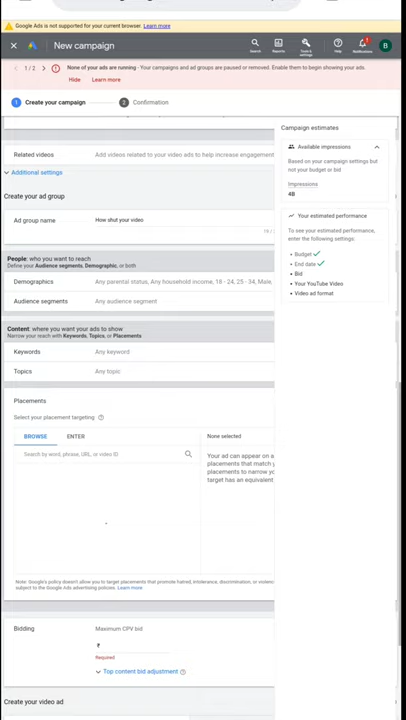 Google Ads is not supported for your current browser. Learn more
New campaign
Search
Reports
Tools & settings
Help
Notifications
B
1 / 2
None of your ads are running - Your campaigns and ad groups are paused or removed. Enable them to begin showing your ads.
Hide Learn more
1 Create your campaign
2 Confirmation
Related videos
Add videos related to your video ads to help increase engagement
Additional settings
Create your ad group
Ad group name
How shut your video
People: who you want to reach
Define your Audience segments, Demographic, or both
Demographics
Any parental status, Any household income, 18 - 24, 25 - 34, Male,
Audience segments
Any audience segment
Content: where you want your ads to show
Narrow your reach with Keywords, Topics, or Placements
Keywords
Any keyword
Topics
Any topic
Placements
Select your placement targeting
BROWSE ENTER
Search by word, phrase, URL, or video ID
None selected
Your ad can appear on a
placements that match
placements to narrow
target has an equivalent
Note: Google's policy doesn't allow you to target placements that promote hatred, intolerance, discrimination, or
subject to the Google Ads advertising policies. Learn more
Bidding
Maximum CPV bid
₹
Required
Top content bid adjustment
Create your video ad
Campaign estimates
Available impressions
Based on your campaign settings but
not your budget or bid
Impressions
4B
Your estimated performance
To see your estimated performance,
enter the following settings:
• Budget
• End date
• Bid
• Your YouTube Video
• Video ad format